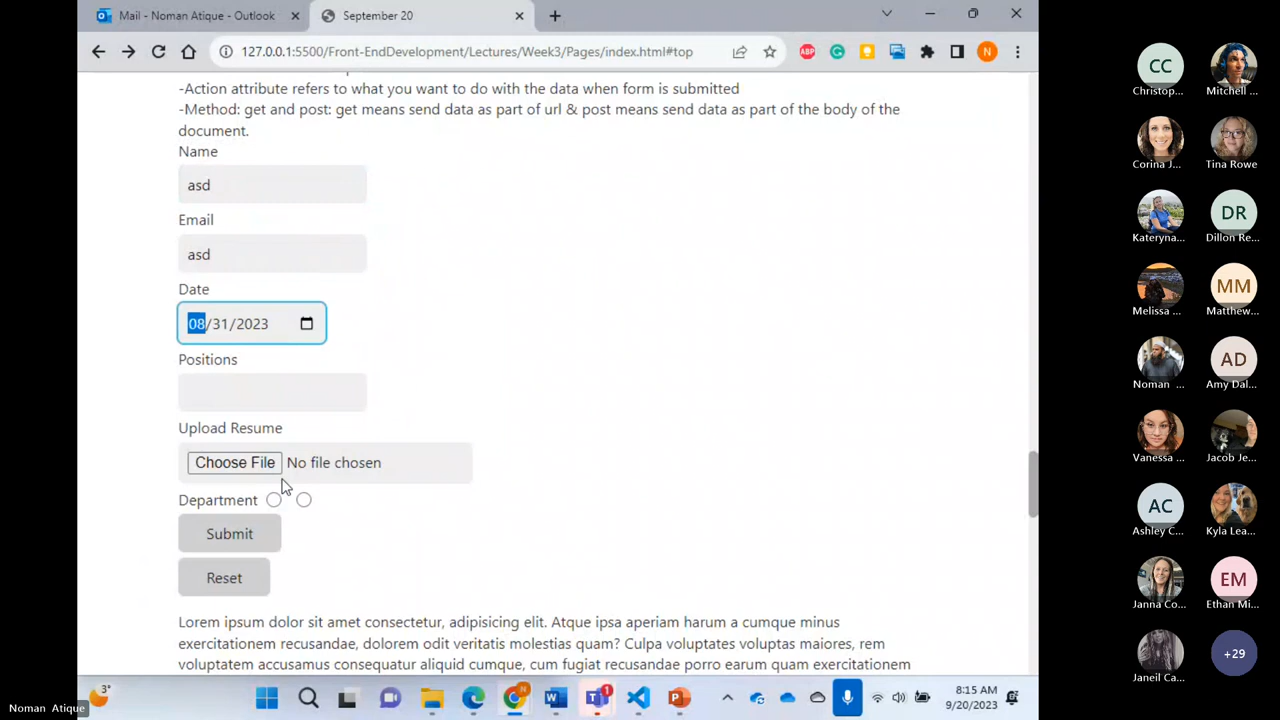 Mail - Noman Atique - Outlook
September 20
127.0.0.1:5500/Front-EndDevelopment/Lectures/Week3/Pages/index.html#top
ABP
N
-Action attribute refers to what you want to do with the data when form is submitted
-Method: get and post: get means send data as part of url & post means send data as part of the body of the
document.
Name
asd
Email
asd
Date
08/31/2023
Positions
Upload Resume
Choose File No file chosen
Department
Submit
Reset
Lorem ipsum dolor sit amet consectetur, adipisicing elit. Atque ipsa aperiam harum a cumque minus
exercitationem recusandae, dolorem odit veritatis molestias quam? Culpa voluptates voluptas maiores, rem
voluptatem accusamus consequatur aliquid cumque, cum fugiat recusandae porro earum quam exercitationem
3°
8:15 AM
9/20/2023
Noman Atique
CC
Christop...
Mitchell ...
Corina J...
Tina Rowe
Kateryna...
DR
Dillon Re...
Melissa ...
MM
Matthew...
Noman ...
AD
Amy Dal...
Vanessa ...
Jacob Je...
AC
Ashley C...
Kyla Lea...
Janna Co...
EM
Ethan Mi...
Janeil Ca...
+29